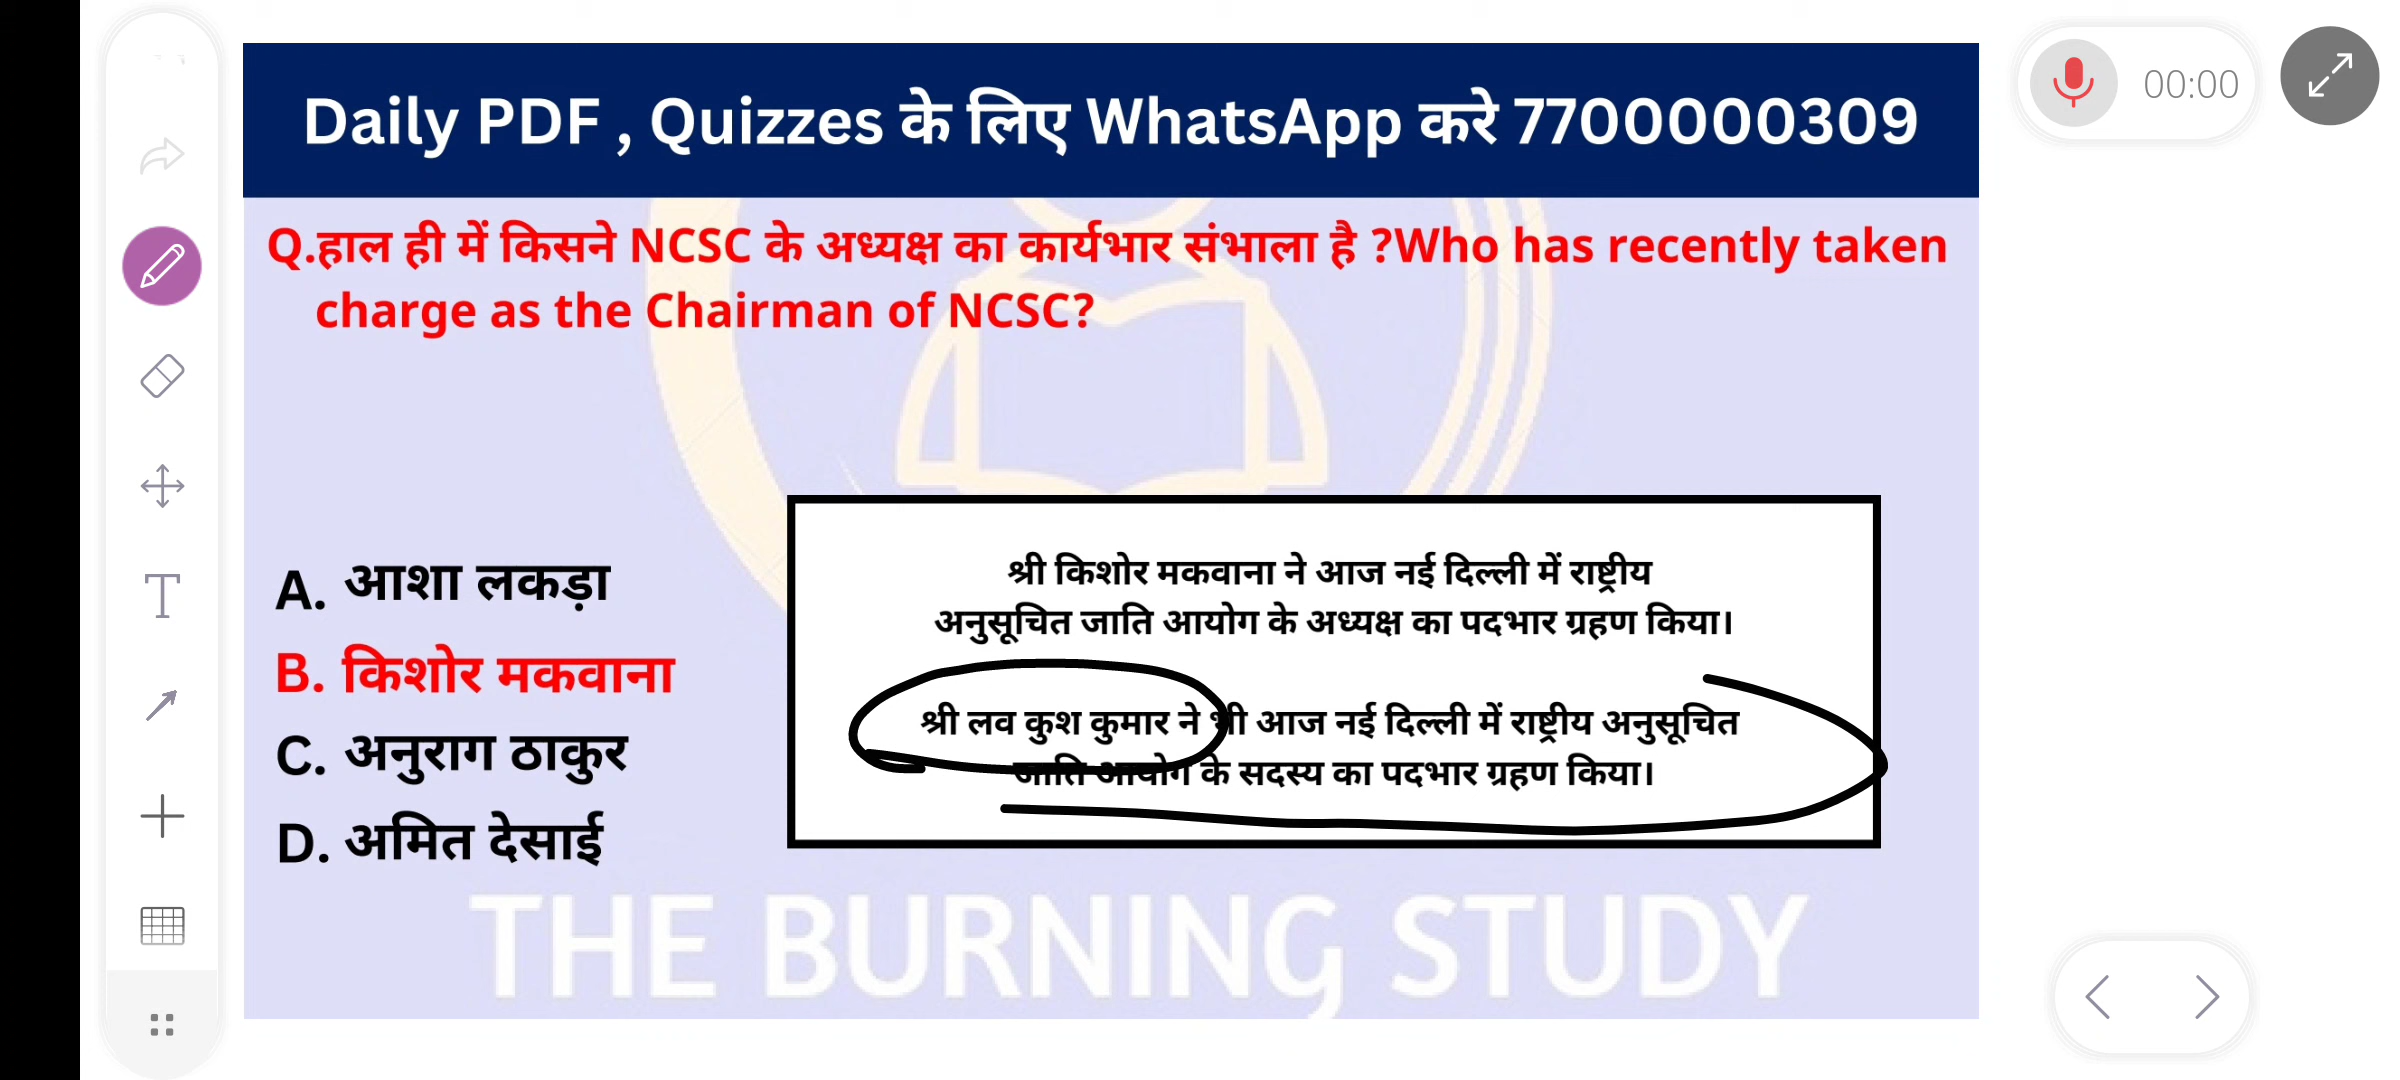 Daily PDF , Quizzes के लिए WhatsApp करे 7700000309
00:00
Q.हाल ही में किसने NCSC के अध्यक्ष का कार्यभार संभाला है ?Who has recently taken
charge as the Chairman of NCSC?
A. आशा लकड़ा
B. किशोर मकवाना
C. अनुराग ठाकुर
D. अमित देसाई
श्री किशोर मकवाना ने आज नई दिल्ली में राष्ट्रीय
अनुसूचित जाति आयोग के अध्यक्ष का पदभार ग्रहण किया।
श्री लव कुश कुमार ने भी आज नई दिल्ली में राष्ट्रीय अनुसूचित
जाति आयोग के सदस्य का पदभार ग्रहण किया।
THE BURNING STUDY